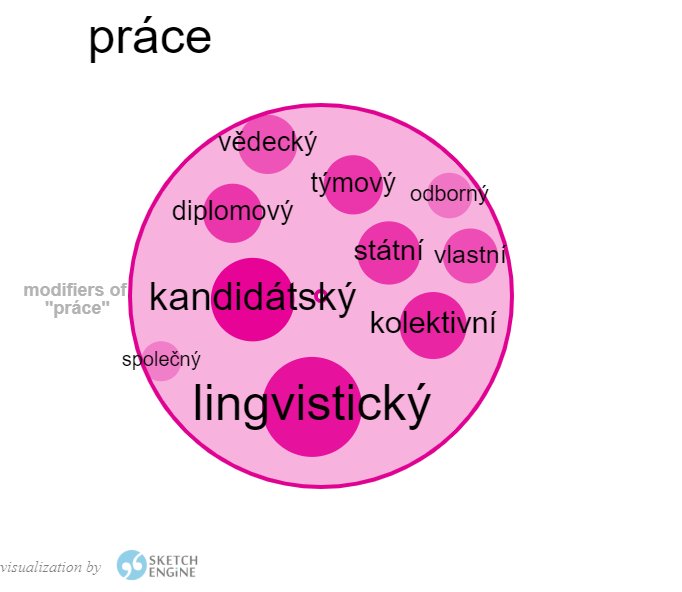 práce
vědecký
týmový
odborný
diplomový
státní
vlastní
modifiers of
"práce"
kandidátský
kolektivní
společný
lingvistický
visualization by
SKETCH
ENGINE